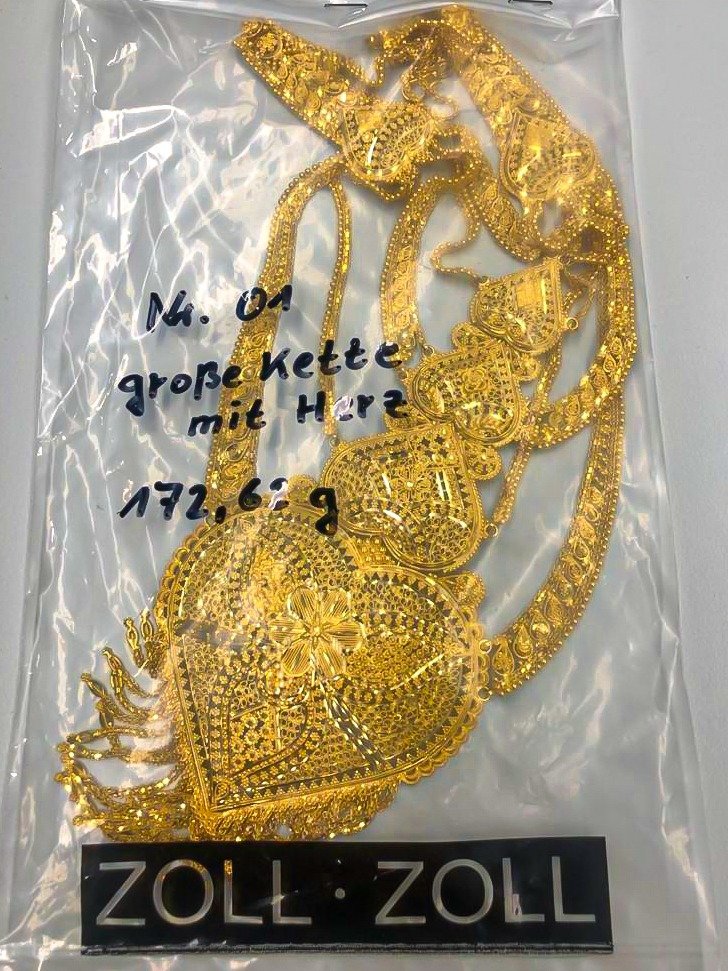 Nr. 01
große Kette
mit Herz
172,62 g
ZOLL · ZOLL